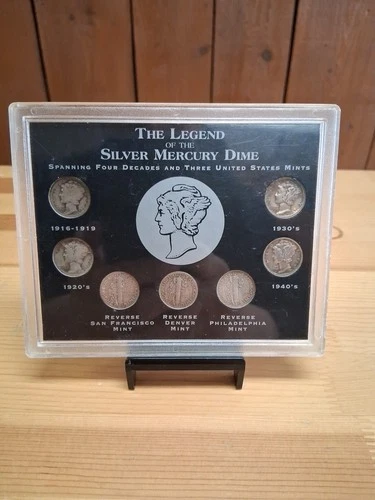 THE LEGEND
OF THE
SILVER MERCURY DIME
SPANNING FOUR DECADES AND THREE UNITED STATES MINTS
1916-1919
1930's
1920's
1940's
REVERSE
SAN FRANCISCO
MINT
REVERSE
DENVER
MINT
REVERSE
PHILADELPHIA
MINT